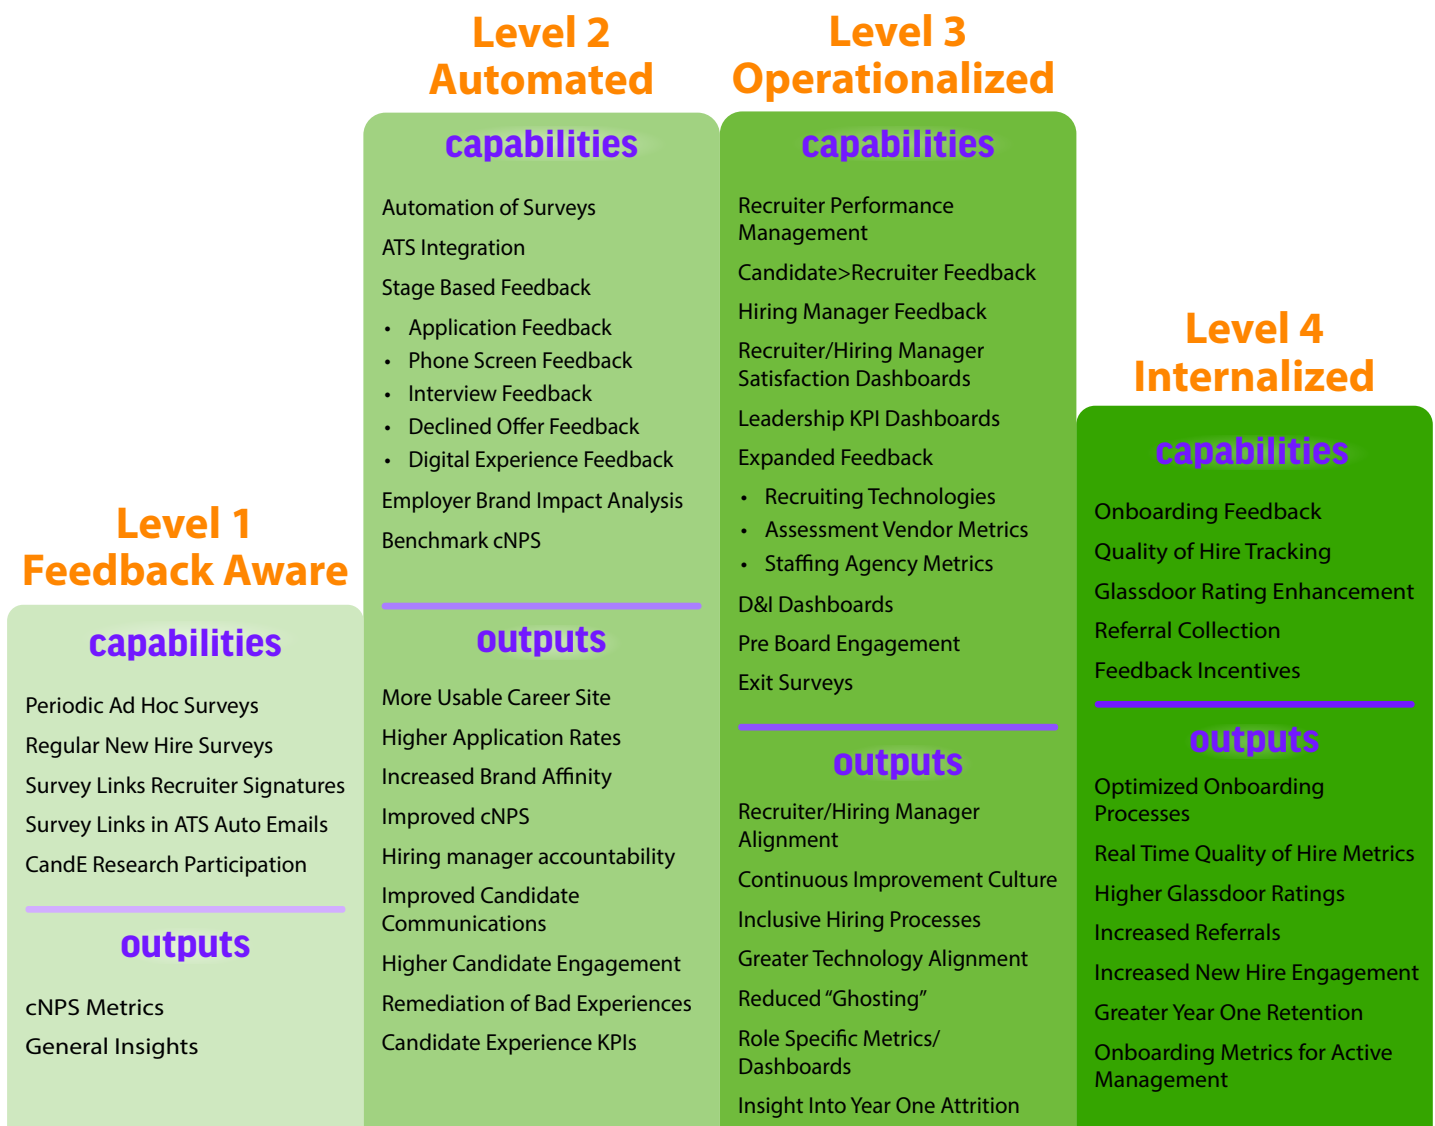 Level 1
Feedback Aware
capabilities
Periodic Ad Hoc Surveys
Regular New Hire Surveys
Survey Links Recruiter Signatures
Survey Links in ATS Auto Emails
CandE Research Participation
outputs
cNPS Metrics
General Insights
Level 2
Automated
capabilities
Automation of Surveys
ATS Integration
Stage Based Feedback
• Application Feedback
• Phone Screen Feedback
• Interview Feedback
• Declined Offer Feedback
• Digital Experience Feedback
Employer Brand Impact Analysis
Benchmark cNPS
outputs
More Usable Career Site
Higher Application Rates
Increased Brand Affinity
Improved cNPS
Hiring manager accountability
Improved Candidate
Communications
Higher Candidate Engagement
Remediation of Bad Experiences
Candidate Experience KPIs
Level 3
Operationalized
capabilities
Recruiter Performance
Management
Candidate>Recruiter Feedback
Hiring Manager Feedback
Recruiter/Hiring Manager
Satisfaction Dashboards
Leadership KPI Dashboards
Expanded Feedback
• Recruiting Technologies
• Assessment Vendor Metrics
• Staffing Agency Metrics
D&I Dashboards
Pre Board Engagement
Exit Surveys
outputs
Recruiter/Hiring Manager
Alignment
Continuous Improvement Culture
Inclusive Hiring Processes
Greater Technology Alignment
Reduced “Ghosting”
Role Specific Metrics/
Dashboards
Insight Into Year One Attrition
Level 4
Internalized
capabilities
Onboarding Feedback
Quality of Hire Tracking
Glassdoor Rating Enhancement
Referral Collection
Feedback Incentives
outputs
Optimized Onboarding
Processes
Real Time Quality of Hire Metrics
Higher Glassdoor Ratings
Increased Referrals
Increased New Hire Engagement
Greater Year One Retention
Onboarding Metrics for Active
Management